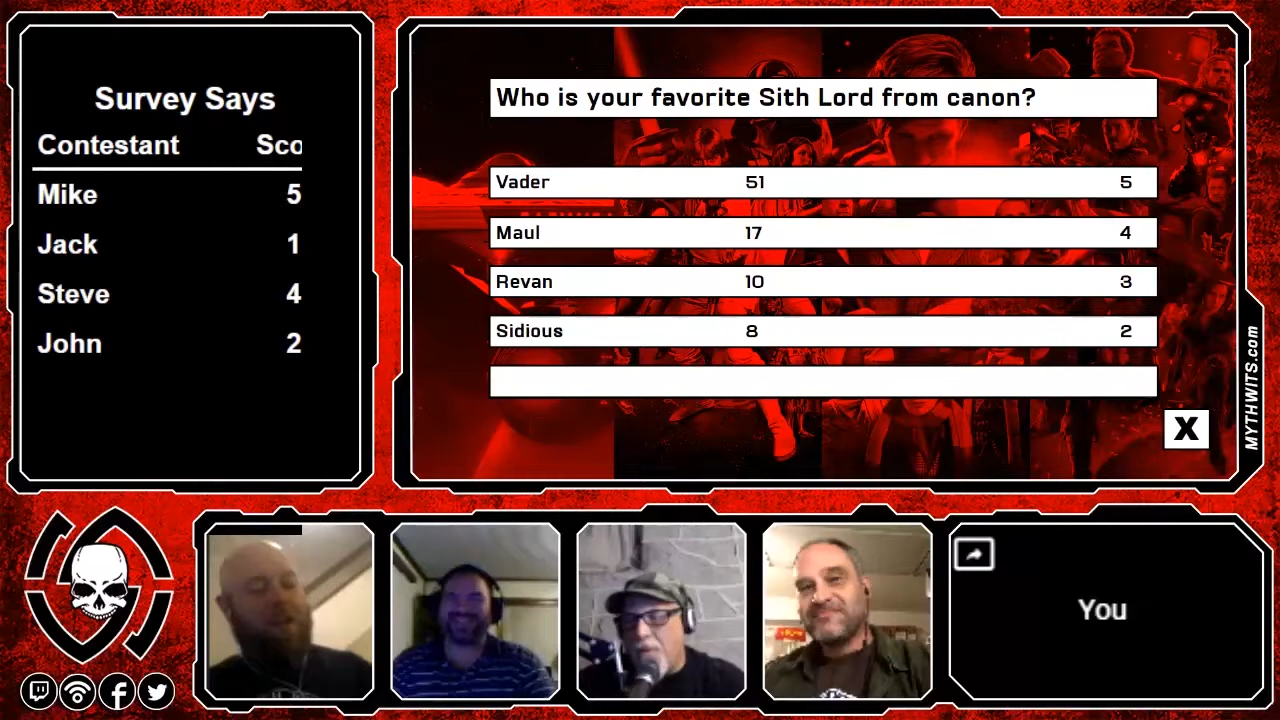 Survey Says
Contestant Sco
Mike 5
Jack 1
Steve 4
John 2
Who is your favorite Sith Lord from canon?
Vader 51 5
Maul 17 4
Revan 10 3
Sidious 8 2
X
MYTHWITS.com
You